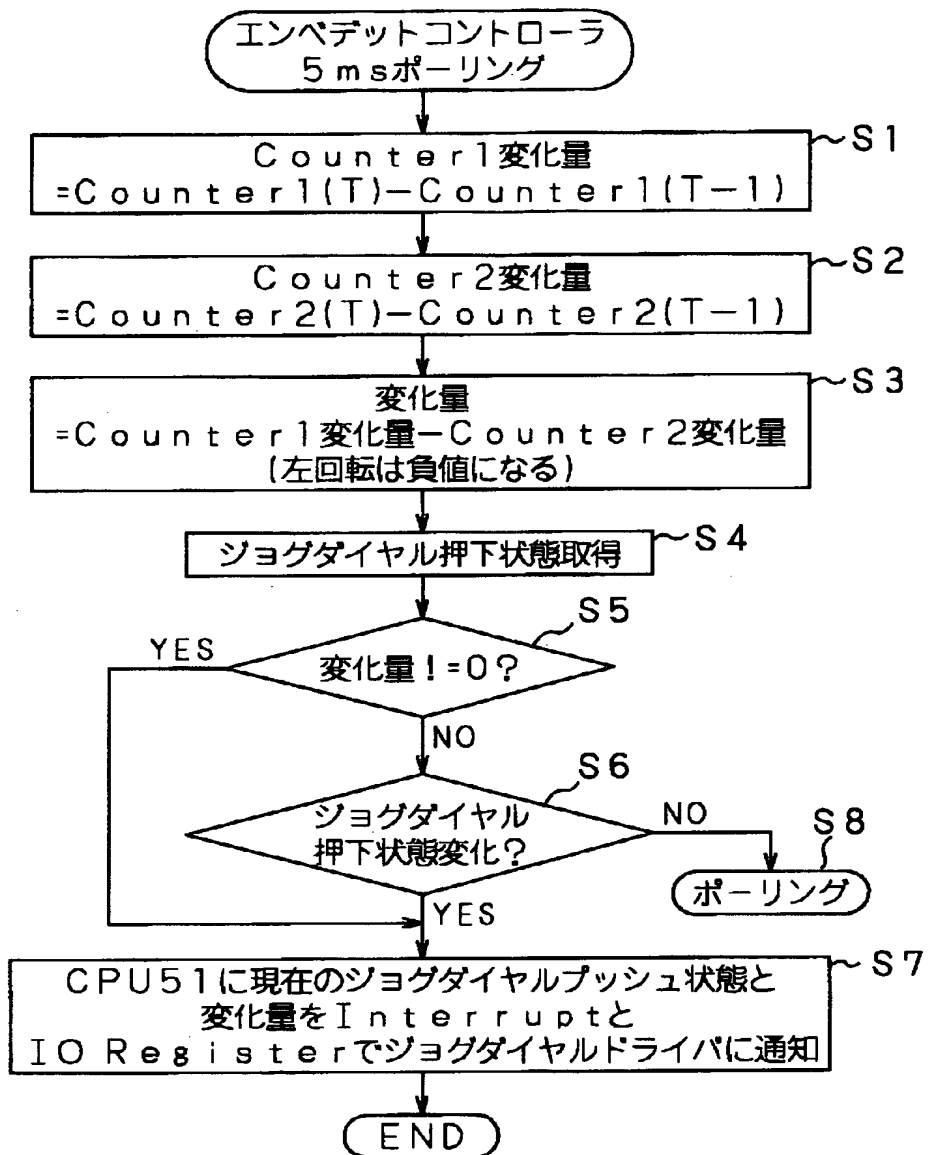 エンベデットコントローラ
5msポーリング
S1
Counter1変化量
=Counter1(T)−Counter1(T−1)
S2
Counter2変化量
=Counter2(T)−Counter2(T−1)
S3
変化量
=Counter1変化量−Counter2変化量
(左回転は負値になる)
S4
ジョグダイヤル押下状態取得
S5
YES
変化量!=0?
NO
S6
ジョグダイヤル
押下状態変化?
NO
S8
ポーリング
YES
S7
CPU51に現在のジョグダイヤルプッシュ状態と
変化量をInterruptと
IO Registerでジョグダイヤルドライバに通知
END